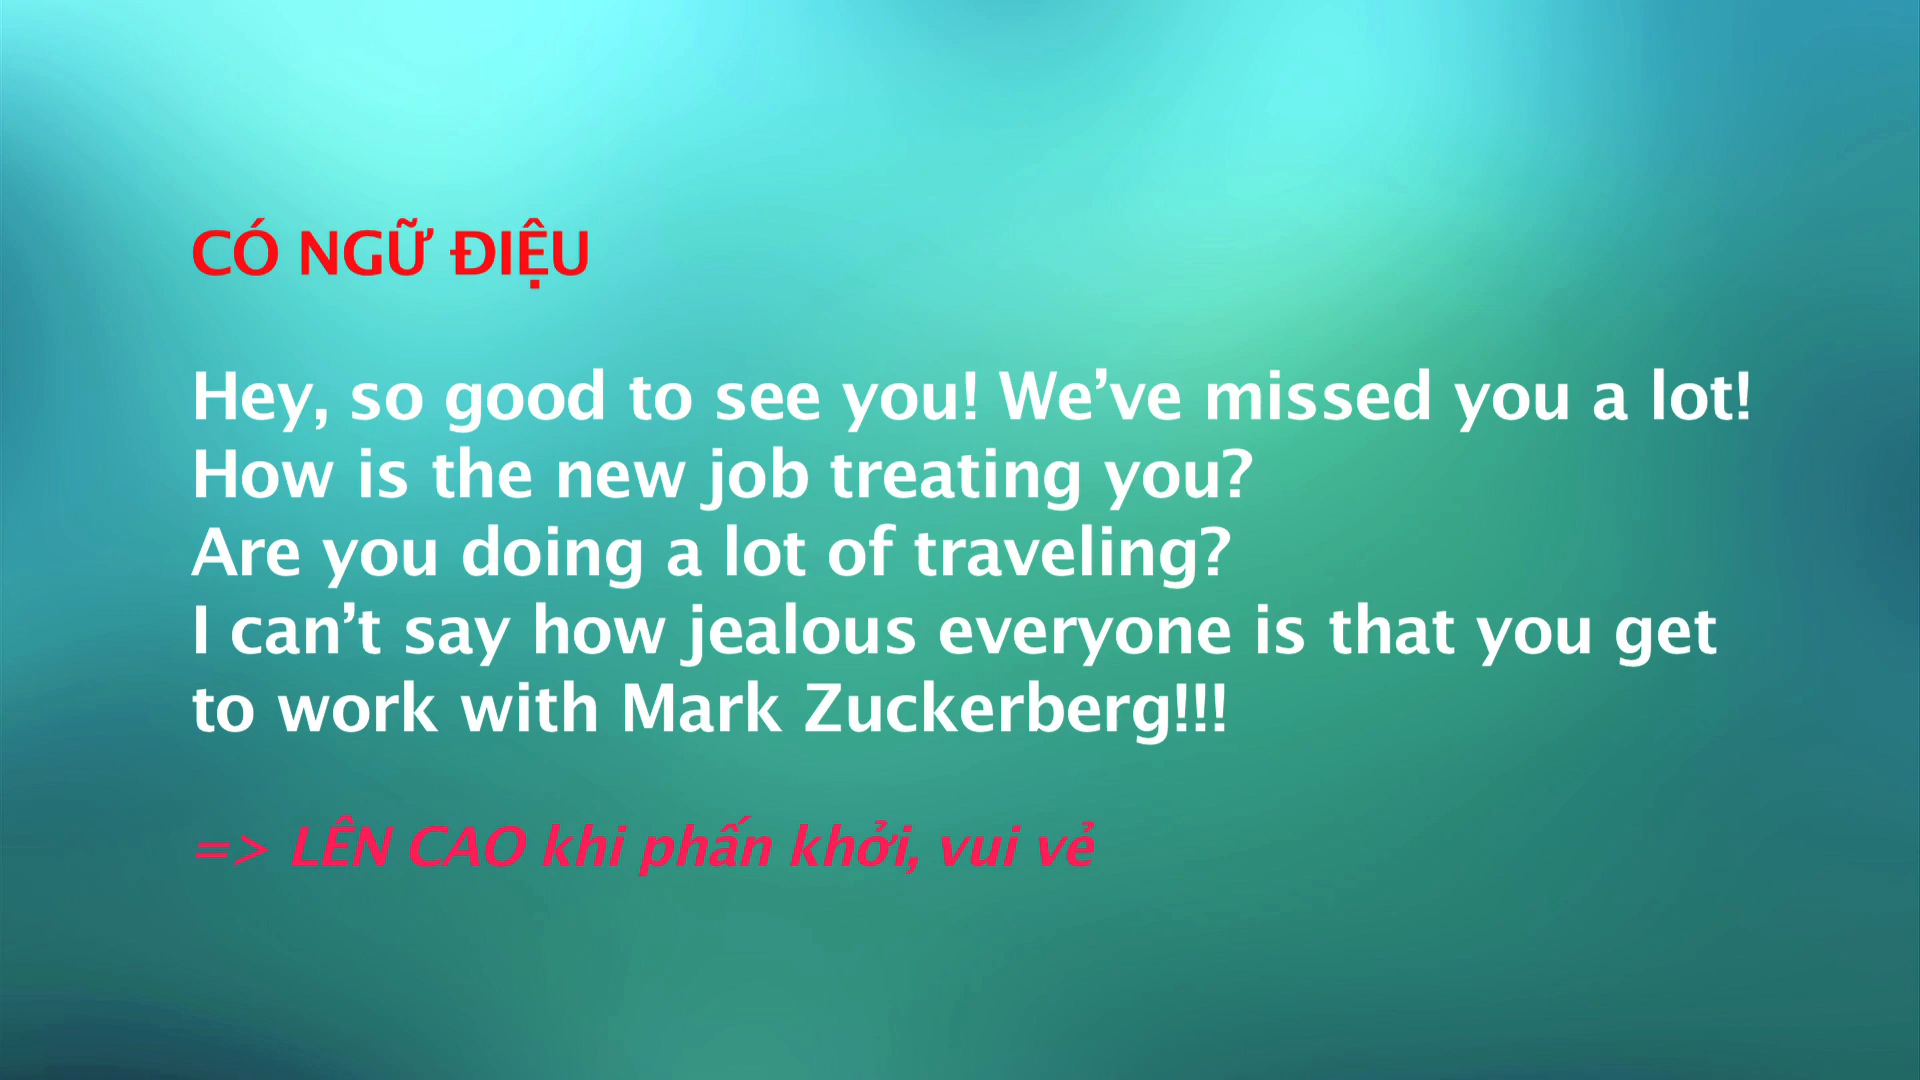 CÓ NGỮ ĐIỆU
Hey, so good to see you! We’ve missed you a lot!
How is the new job treating you?
Are you doing a lot of traveling?
I can’t say how jealous everyone is that you get
to work with Mark Zuckerberg!!!
=> LÊN CAO khi phấn khởi, vui vẻ